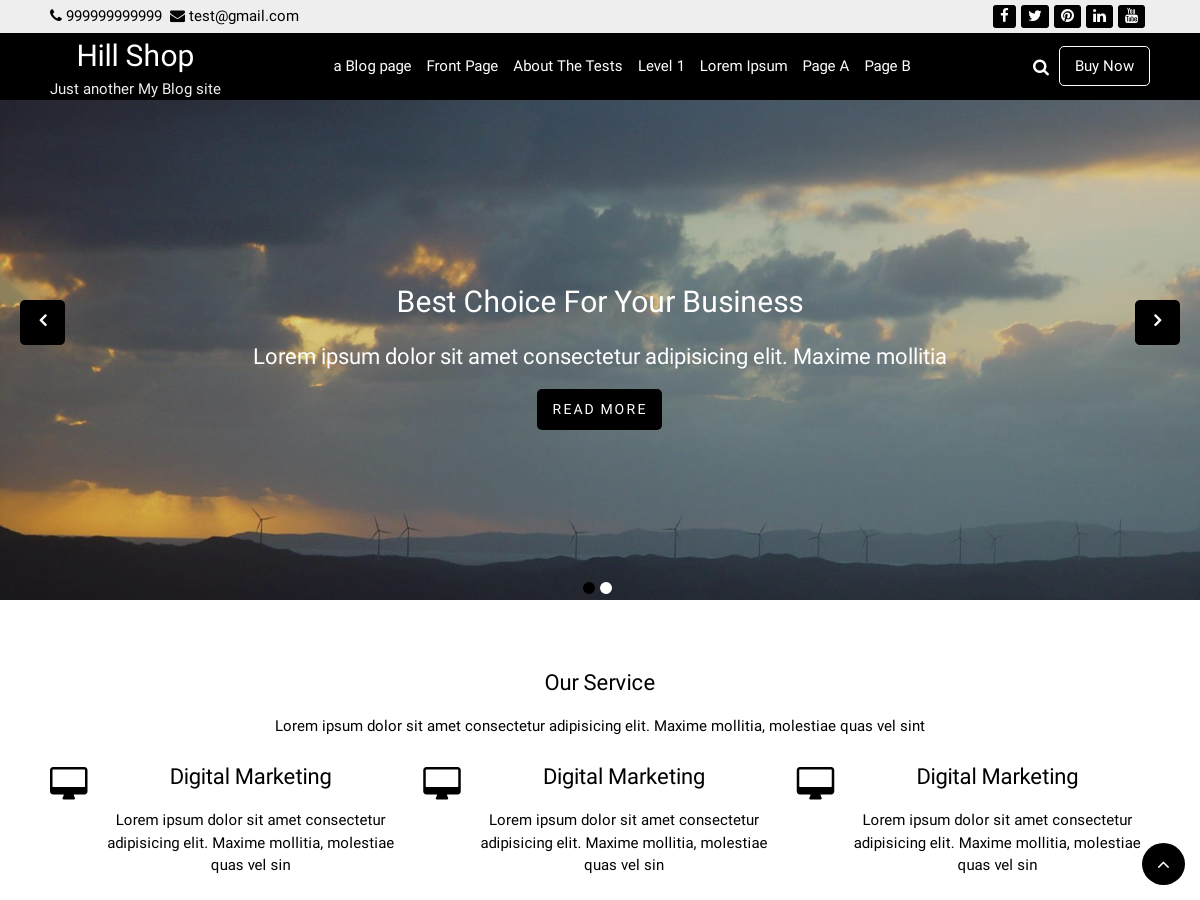 999999999999 test@gmail.com
Hill Shop
Just another My Blog site
a Blog page Front Page About The Tests Level 1 Lorem Ipsum Page A Page B
Buy Now
Best Choice For Your Business
Lorem ipsum dolor sit amet consectetur adipisicing elit. Maxime mollitia
READ MORE
Our Service
Lorem ipsum dolor sit amet consectetur adipisicing elit. Maxime mollitia, molestiae quas vel sint
Digital Marketing
Lorem ipsum dolor sit amet consectetur
adipisicing elit. Maxime mollitia, molestiae
quas vel sin
Digital Marketing
Lorem ipsum dolor sit amet consectetur
adipisicing elit. Maxime mollitia, molestiae
quas vel sin
Digital Marketing
Lorem ipsum dolor sit amet consectetur
adipisicing elit. Maxime mollitia, molestiae
quas vel sin